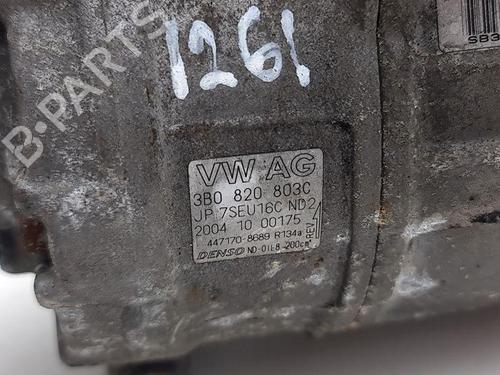 B-PARTS
1261
SB3
VW AG
3B0 820 803C
JP 7SEU16C ND2
2004 10 00175
447170-8689 R134a
DENSO ND-OIL8 200cm³